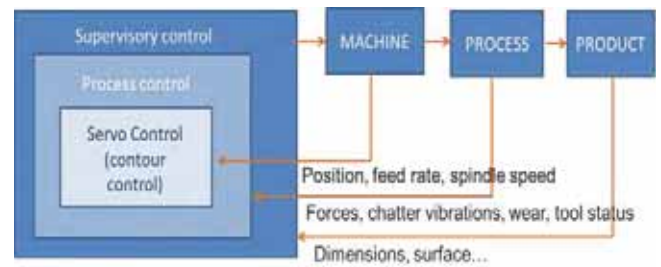 Supervisory control
MACHINE
PROCESS
PRODUCT
Process control
Servo Control
(contour
control)
Position, feed rate, spindle speed
Forces, chatter vibrations, wear, tool status
Dimensions, surface...